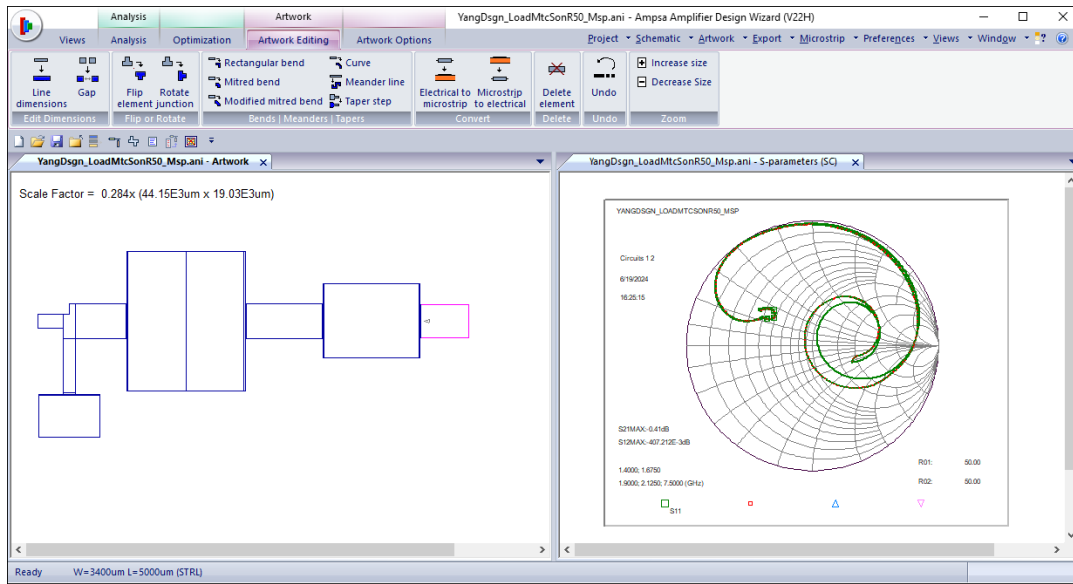 YangDsgn_LoadMtcSonR50_Msp.ani - Ampsa Amplifier Design Wizard (V22H)
Analysis
Artwork
Views
Analysis
Optimization
Artwork Editing
Artwork Options
Project
Schematic
Artwork
Export
Microstrip
Preferences
Views
Window
Line dimensions
Gap
Edit Dimensions
Flip element
Rotate junction
Flip or Rotate
Rectangular bend
Mitred bend
Modified mitred bend
Curve
Meander line
Taper step
Bends | Meanders | Tapers
Electrical to microstrip
Microstrip to electrical
Convert
Delete element
Delete
Undo
Undo
Increase size
Decrease Size
Zoom
YangDsgn_LoadMtcSonR50_Msp.ani - Artwork
YangDsgn_LoadMtcSonR50_Msp.ani - S-parameters (SC)
Scale Factor = 0.284x (44.15E3um x 19.03E3um)
YANGDSGN_LOADMTCSONR50_MSP
Circuits 1 2
6/19/2024
16:25:15
S21MAX:-0.41dB
S12MAX:-407.212E-3dB
1.4000; 1.6750
1.9000; 2.1250; 7.5000 (GHz)
R01: 50.00
R02: 50.00
S11
Ready W=3400um L=5000um (STRL)